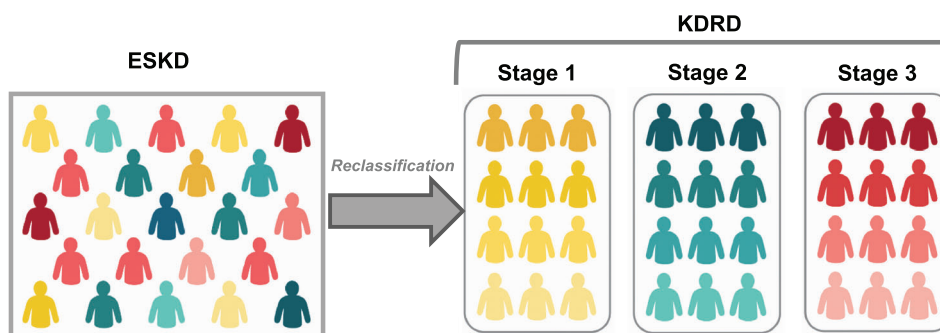 KDRD
ESKD
Stage 1
Stage 2
Stage 3
Reclassification